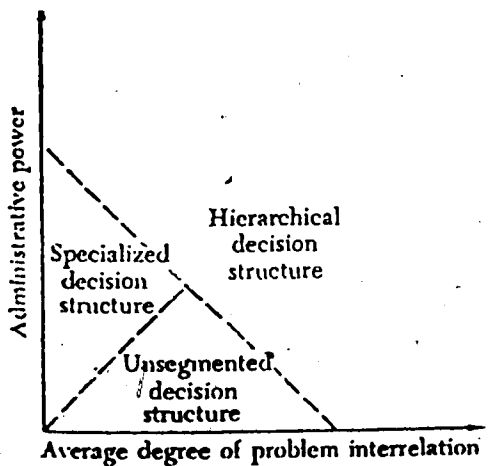 Administrative power
Hierarchical
decision
structure
Specialized
decision
structure
Unsegmented
decision
structure
Average degree of problem interrelation